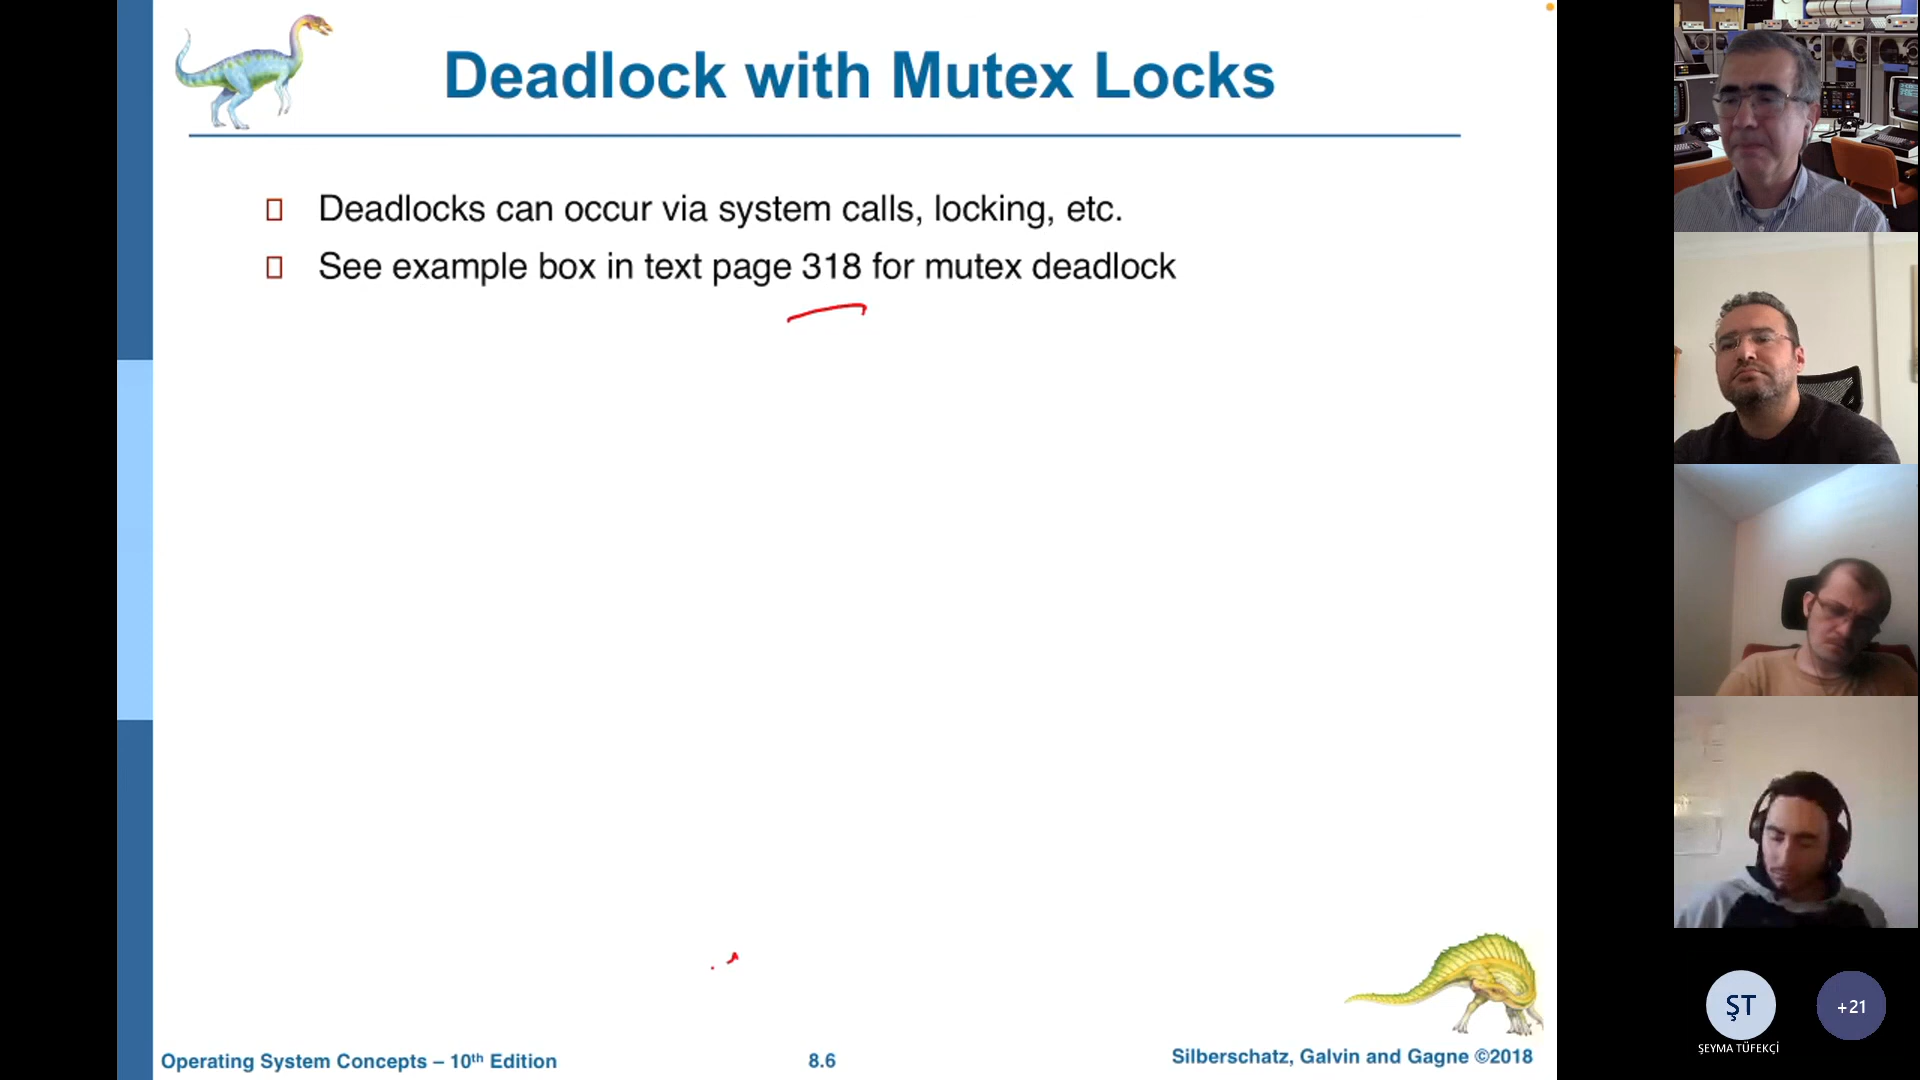 Deadlock with Mutex Locks
Deadlocks can occur via system calls, locking, etc.
See example box in text page 318 for mutex deadlock
Operating System Concepts – 10th Edition
8.6
Silberschatz, Galvin and Gagne ©2018
ŞT
+21
ŞEYMA TÜFEKÇİ